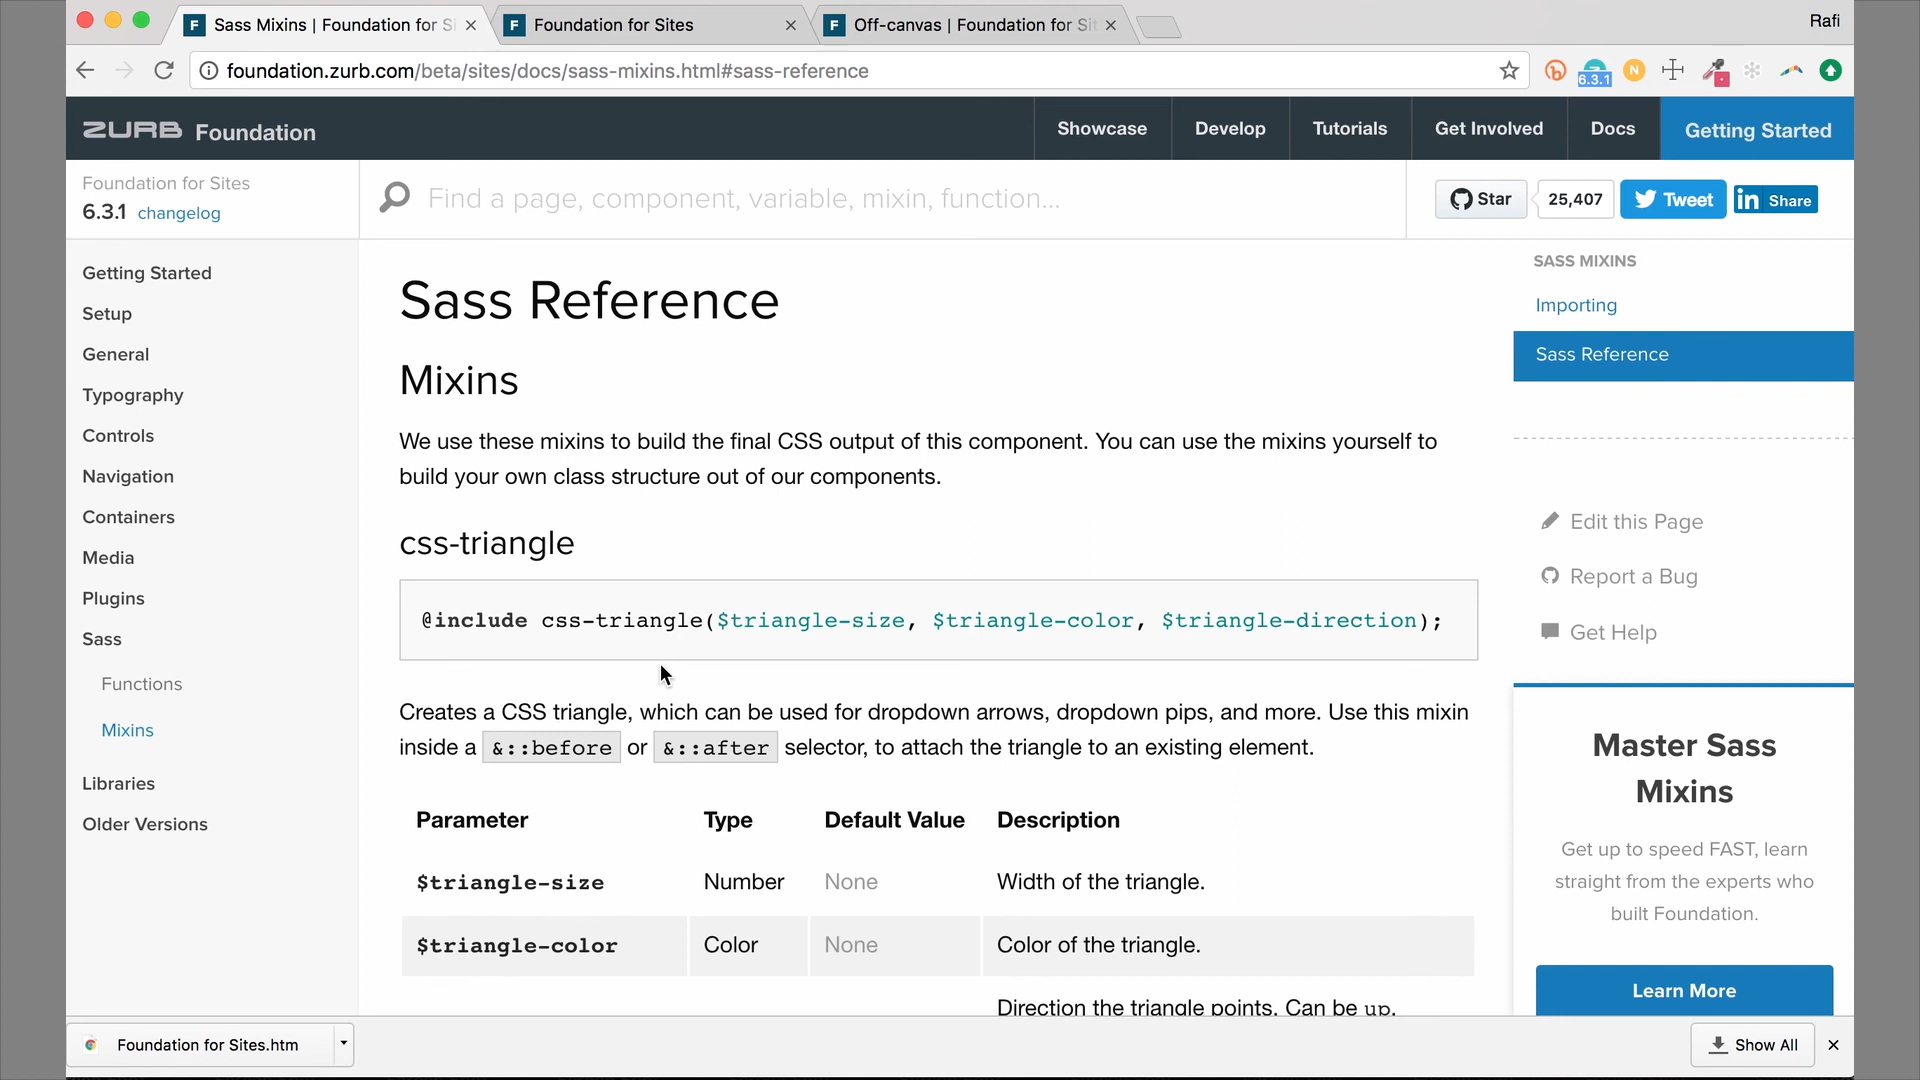 Sass Mixins | Foundation for S
Foundation for Sites
Off-canvas | Foundation for Sit
Rafi
foundation.zurb.com/beta/sites/docs/sass-mixins.html#sass-reference
6.3.1
N
ZURB Foundation
Showcase
Develop
Tutorials
Get Involved
Docs
Getting Started
Foundation for Sites
6.3.1 changelog
Find a page, component, variable, mixin, function...
Star
25,407
Tweet
in Share
Getting Started
Setup
General
Typography
Controls
Navigation
Containers
Media
Plugins
Sass
Functions
Mixins
Libraries
Older Versions
Sass Reference
Mixins
We use these mixins to build the final CSS output of this component. You can use the mixins yourself to
build your own class structure out of our components.
css-triangle
@include css-triangle($triangle-size, $triangle-color, $triangle-direction);
Creates a CSS triangle, which can be used for dropdown arrows, dropdown pips, and more. Use this mixin
inside a &::before or &::after selector, to attach the triangle to an existing element.
Parameter Type Default Value Description
$triangle-size Number None Width of the triangle.
$triangle-color Color None Color of the triangle.
Direction the triangle points. Can be up,
SASS MIXINS
Importing
Sass Reference
Edit this Page
Report a Bug
Get Help
Master Sass
Mixins
Get up to speed FAST, learn
straight from the experts who
built Foundation.
Learn More
Foundation for Sites.htm
Show All